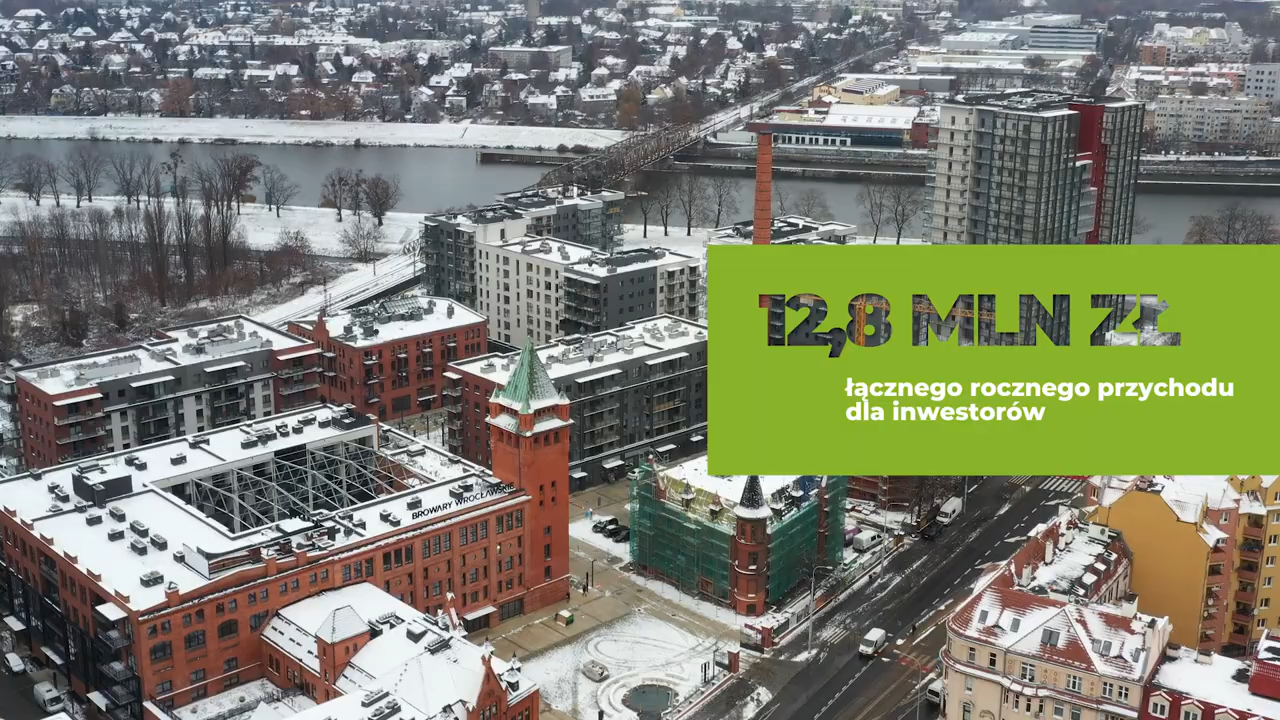 12,8 MLN ZŁ
łącznego rocznego przychodu
dla inwestorów
BROWARY WROCŁAWSKIE